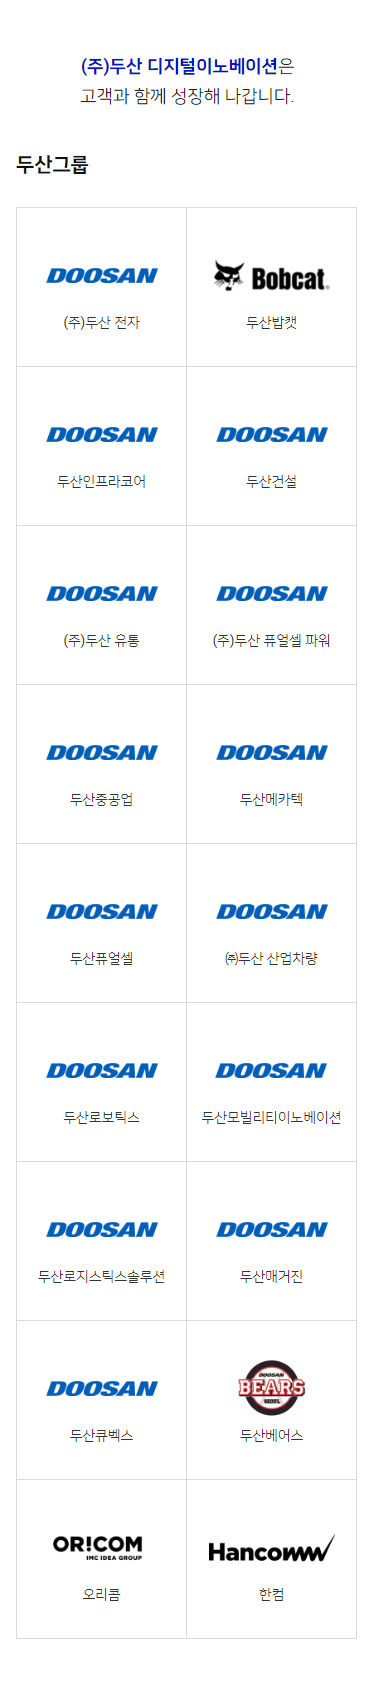 (주)두산 디지털이노베이션은
고객과 함께 성장해 나갑니다.
두산그룹
DOOSAN
(주)두산 전자
Bobcat
두산밥캣
DOOSAN
두산인프라코어
DOOSAN
두산건설
DOOSAN
(주)두산 유통
DOOSAN
(주)두산 퓨얼셀 파워
DOOSAN
두산중공업
DOOSAN
두산메카텍
DOOSAN
두산퓨얼셀
DOOSAN
㈜두산 산업차량
DOOSAN
두산로보틱스
DOOSAN
두산모빌리티이노베이션
DOOSAN
두산로지스틱스솔루션
DOOSAN
두산매거진
DOOSAN
두산큐벡스
DOOSAN
BEARS
SEOUL
두산베어스
OR!COM
IMC IDEA GROUP
오리콤
Hancomm
한컴